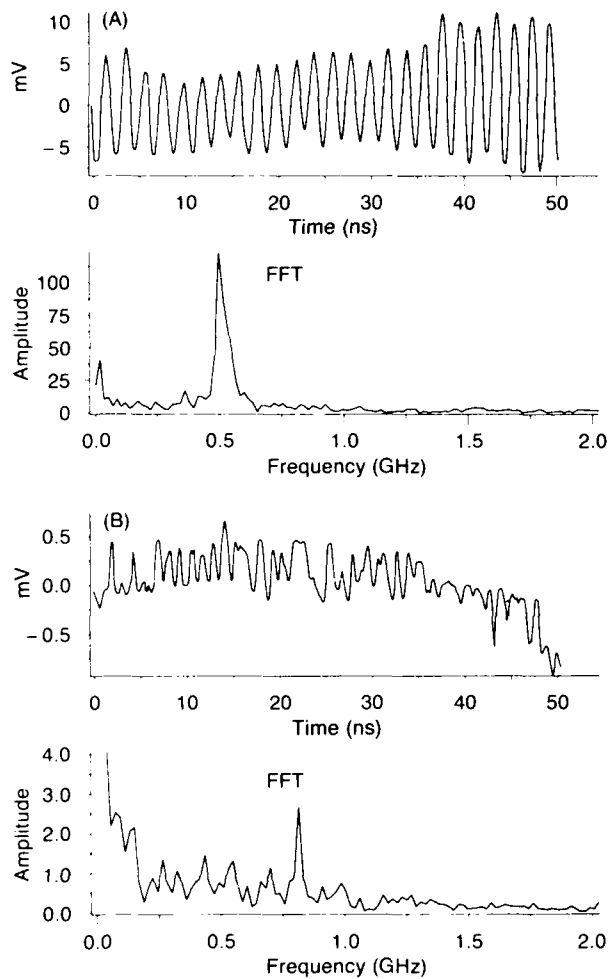 (A)
10
5
0
− 5
mV
0 10 20 30 40 50
Time (ns)
FFT
100
75
50
25
0
Amplitude
0.0 0.5 1.0 1.5 2.0
Frequency (GHz)
(B)
0.5
0.0
− 0.5
mV
0 10 20 30 40 50
Time (ns)
FFT
4.0
3.0
2.0
1.0
0.0
Amplitude
0.0 0.5 1.0 1.5 2.0
Frequency (GHz)